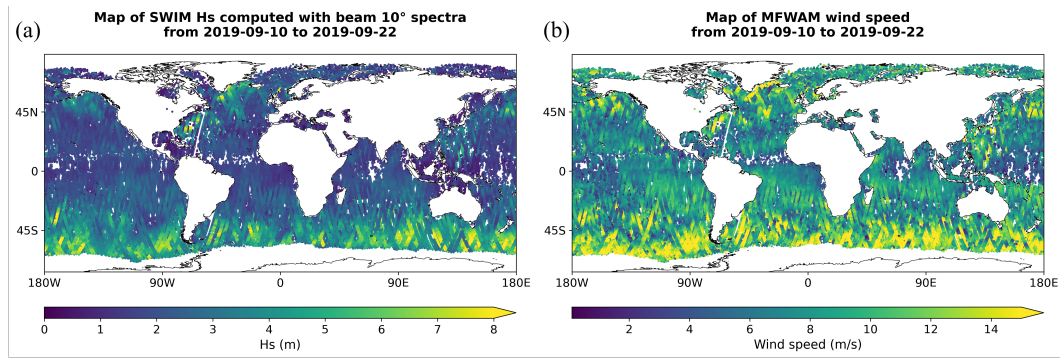 (a)
Map of SWIM Hs computed with beam 10° spectra
from 2019-09-10 to 2019-09-22
45N
0
45S
180W 90W 0 90E 180E
0 1 2 3 4 5 6 7 8
Hs (m)
(b)
Map of MFWAM wind speed
from 2019-09-10 to 2019-09-22
45N
0
45S
180W 90W 0 90E 180E
2 4 6 8 10 12 14
Wind speed (m/s)